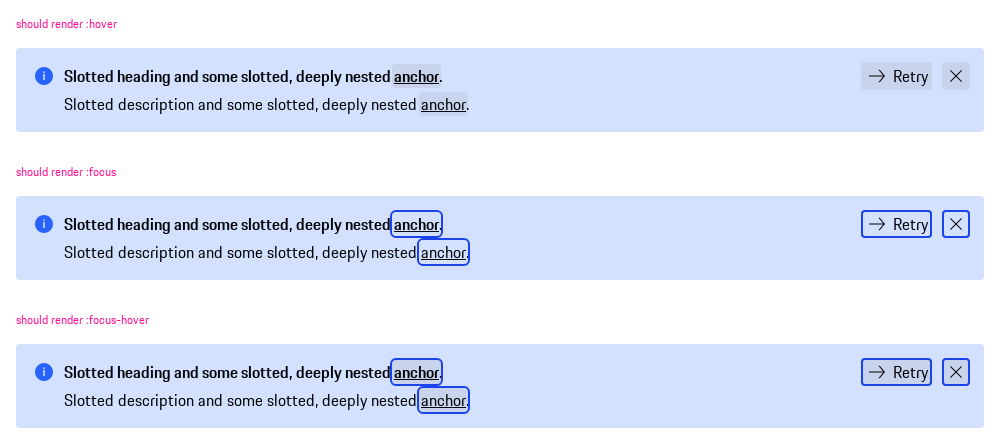 should render :hover
Slotted heading and some slotted, deeply nested anchor. Retry
Slotted description and some slotted, deeply nested anchor.
should render :focus
Slotted heading and some slotted, deeply nested anchor. Retry
Slotted description and some slotted, deeply nested anchor.
should render :focus-hover
Slotted heading and some slotted, deeply nested anchor. Retry
Slotted description and some slotted, deeply nested anchor.